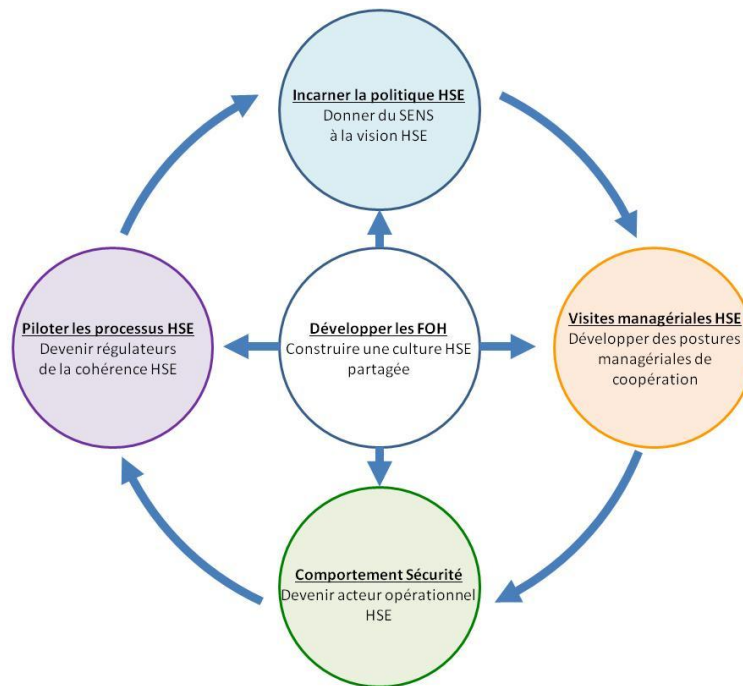 Incarner la politique HSE
Donner du SENS
à la vision HSE
Piloter les processus HSE
Devenir régulateurs
de la cohérence HSE
Développer les FOH
Construire une culture HSE
partagée
Visites managériales HSE
Développer des postures
managériales de
coopération
Comportement Sécurité
Devenir acteur opérationnel
HSE